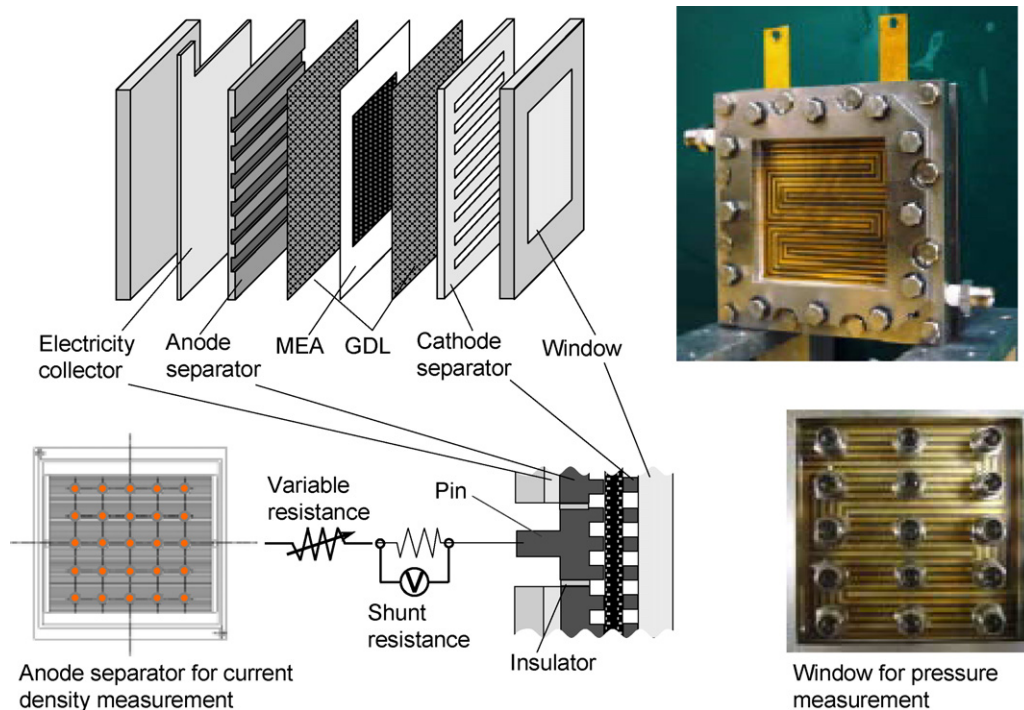 Electricity
collector
Anode
separator
MEA
GDL
Cathode
separator
Window
Variable
resistance
Pin
V
Shunt
resistance
Insulator
Anode separator for current
density measurement
Window for pressure
measurement